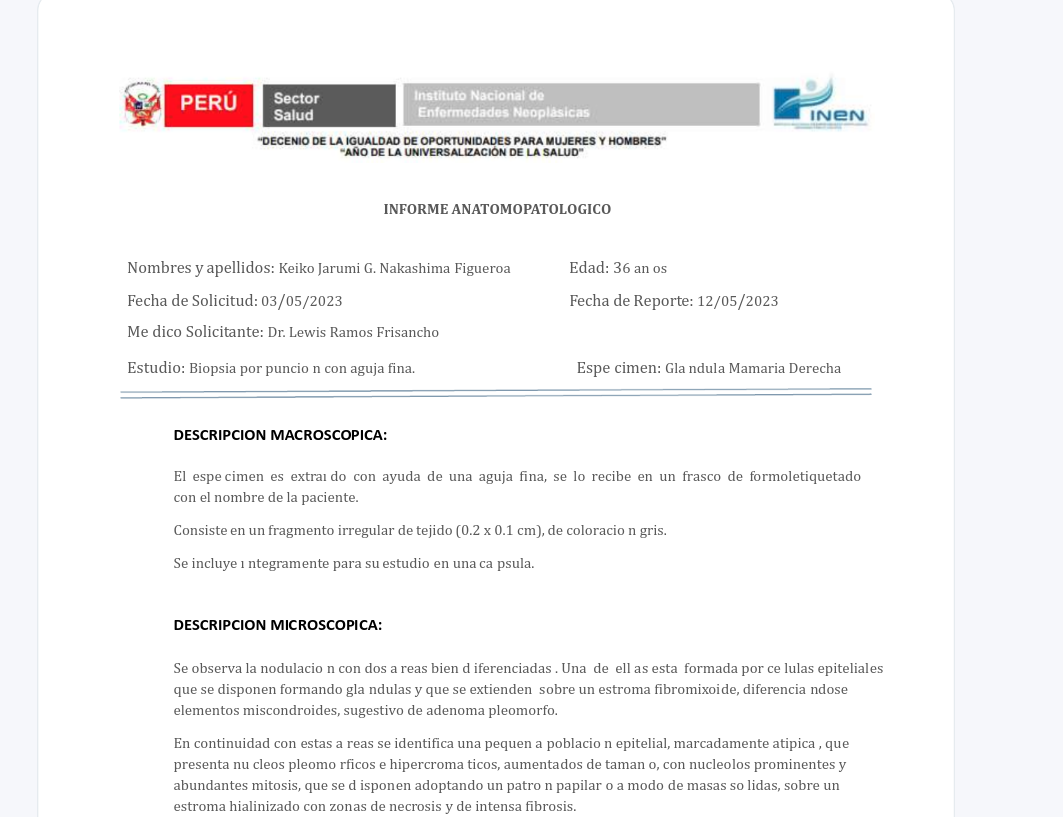 PERÚ
Sector
Salud
Instituto Nacional de
Enfermedades Neoplásicas
INEN
"DECENIO DE LA IGUALDAD DE OPORTUNIDADES PARA MUJERES Y HOMBRES"
"AÑO DE LA UNIVERSALIZACIÓN DE LA SALUD"
INFORME ANATOMOPATOLOGICO
Nombres y apellidos: Keiko Jarumi G. Nakashima Figueroa Edad: 36 an os
Fecha de Solicitud: 03/05/2023 Fecha de Reporte: 12/05/2023
Me dico Solicitante: Dr. Lewis Ramos Frisancho
Estudio: Biopsia por puncio n con aguja fina. Espe cimen: Gla ndula Mamaria Derecha
DESCRIPCION MACROSCOPICA:
El espe cimen es extraı do con ayuda de una aguja fina, se lo recibe en un frasco de formoletiquetado
con el nombre de la paciente.
Consiste en un fragmento irregular de tejido (0.2 x 0.1 cm), de coloracio n gris.
Se incluye ı ntegramente para su estudio en una ca psula.
DESCRIPCION MICROSCOPICA:
Se observa la nodulacio n con dos a reas bien d iferenciadas . Una de ell as esta formada por ce lulas epiteliales
que se disponen formando gla ndulas y que se extienden sobre un estroma fibromixoide, diferencia ndose
elementos miscondroides, sugestivo de adenoma pleomorfo.
En continuidad con estas a reas se identifica una pequen a poblacio n epitelial, marcadamente atipica , que
presenta nu cleos pleomo rficos e hipercroma ticos, aumentados de taman o, con nucleolos prominentes y
abundantes mitosis, que se d isponen adoptando un patro n papilar o a modo de masas so lidas, sobre un
estroma hialinizado con zonas de necrosis y de intensa fibrosis.